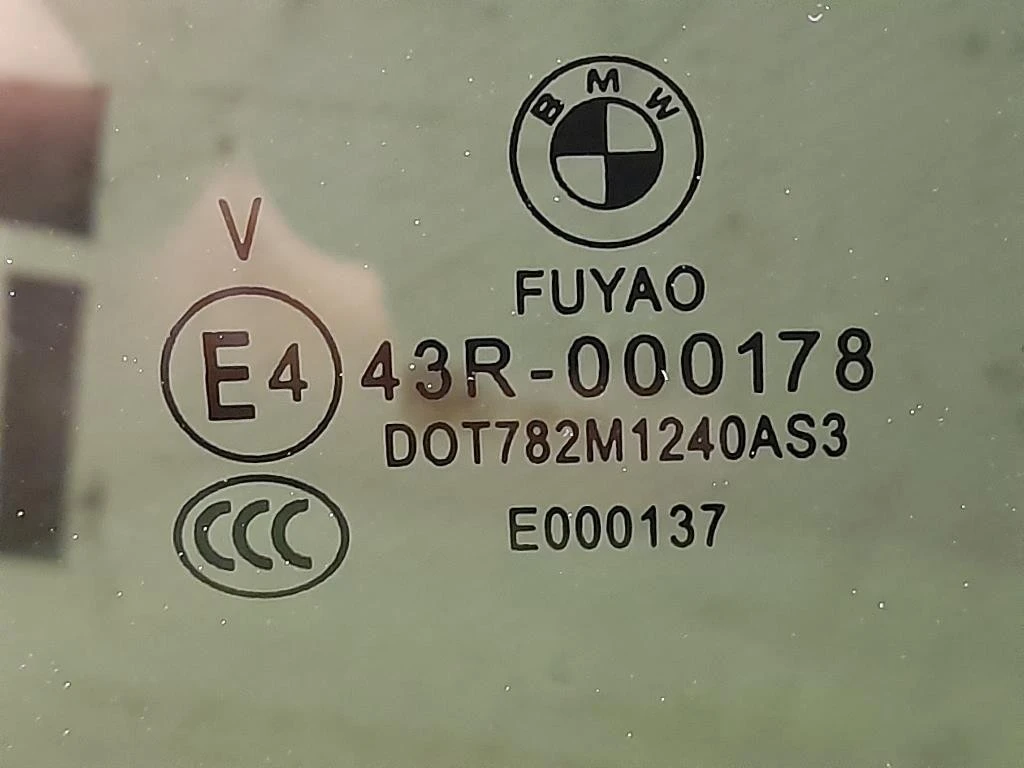 BMW
FUYAO
V
E4 43R-000178
DOT782M1240AS3
CCC E000137